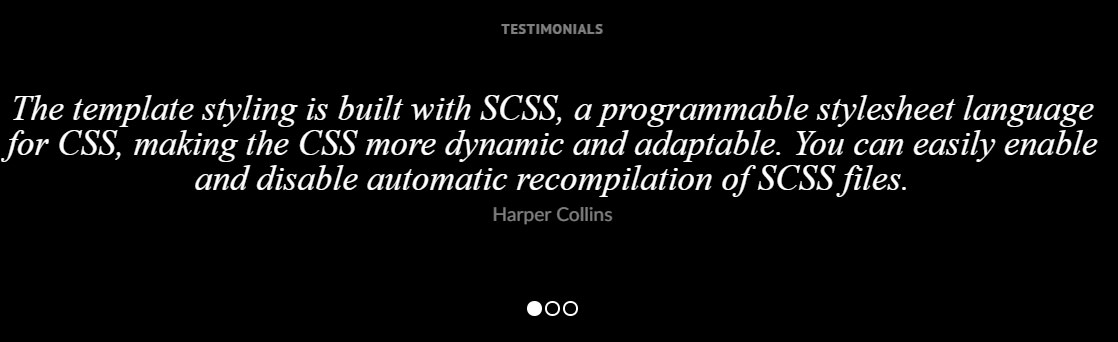 TESTIMONIALS
The template styling is built with SCSS, a programmable stylesheet language
for CSS, making the CSS more dynamic and adaptable. You can easily enable
and disable automatic recompilation of SCSS files.
Harper Collins